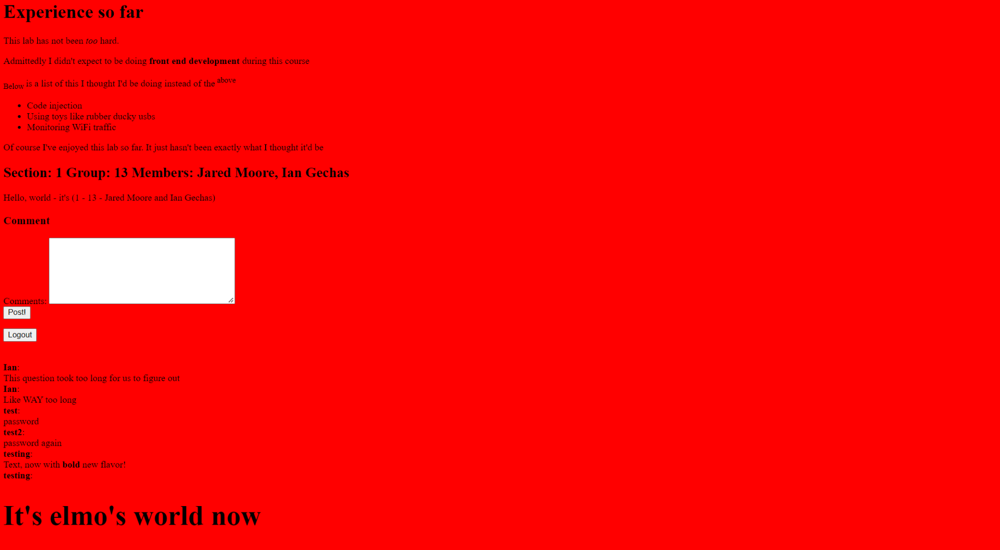 Experience so far
This lab has not been too hard.
Admittedly I didn't expect to be doing front end development during this course
Below is a list of this I thought I'd be doing instead of the above
• Code injection
• Using toys like rubber ducky usbs
• Monitoring WiFi traffic
Of course I've enjoyed this lab so far. It just hasn't been exactly what I thought it'd be
Section: 1 Group: 13 Members: Jared Moore, Ian Gechas
Hello, world - it's (1 - 13 - Jared Moore and Ian Gechas)
Comment
Comments:
Post!
Logout
Ian:
This question took too long for us to figure out
Ian:
Like WAY too long
test:
password
test2:
password again
testing:
Text, now with bold new flavor!
testing:
It's elmo's world now